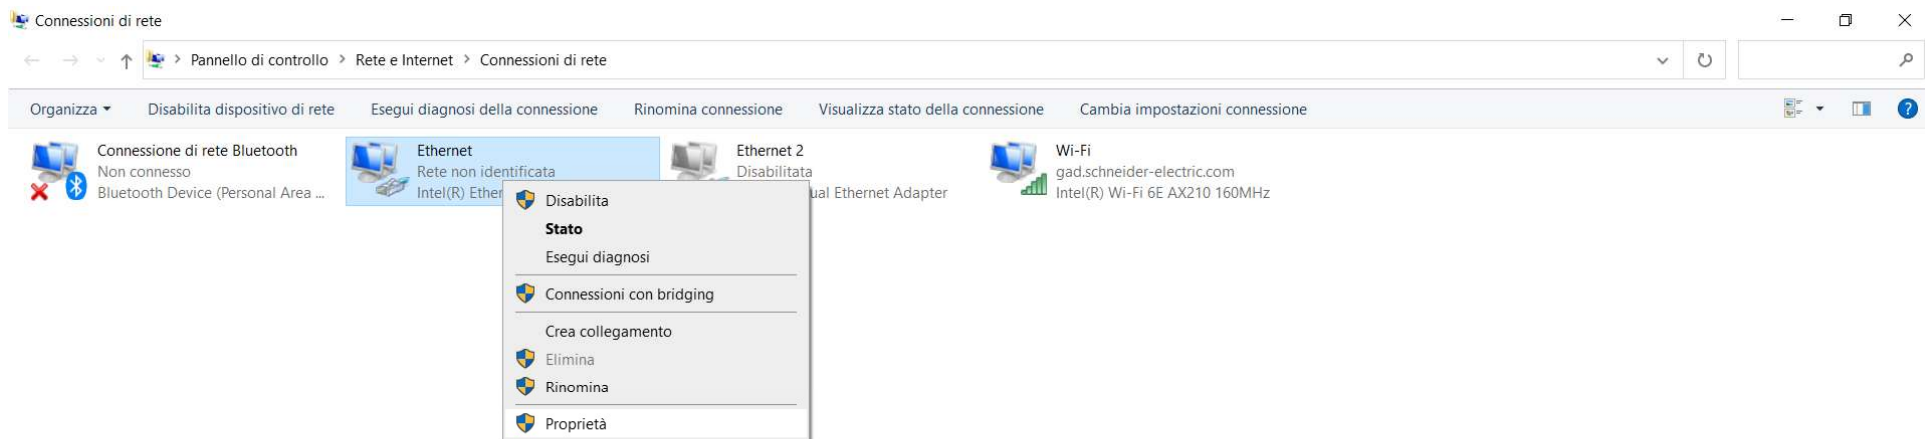 Connessioni di rete
Pannello di controllo > Rete e Internet > Connessioni di rete
Organizza Disabilita dispositivo di rete Esegui diagnosi della connessione Rinomina connessione Visualizza stato della connessione Cambia impostazioni connessione
Connessione di rete Bluetooth
Non connesso
Bluetooth Device (Personal Area ...
Ethernet
Rete non identificata
Intel(R) Ether
Ethernet 2
Disabilitata
ual Ethernet Adapter
Wi-Fi
gad.schneider-electric.com
Intel(R) Wi-Fi 6E AX210 160MHz
Disabilita
Stato
Esegui diagnosi
Connessioni con bridging
Crea collegamento
Elimina
Rinomina
Proprietà